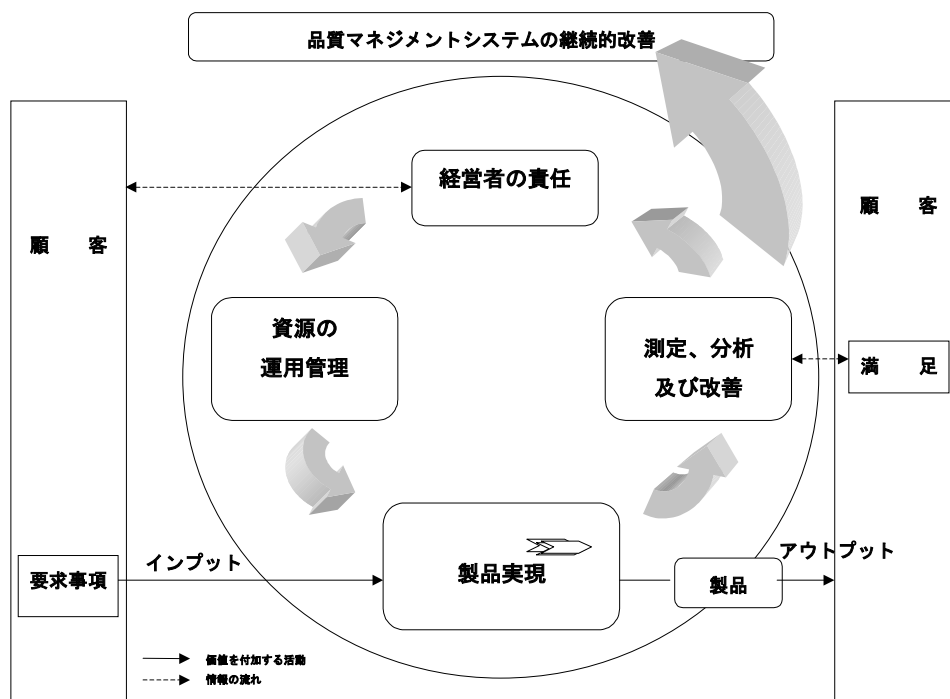 品質マネジメントシステムの継続的改善
経営者の責任
顧　客
顧　客
資源の
運用管理
測定、分析
及び改善
満　足
要求事項
インプット
製品実現
製品
アウトプット
価値を付加する活動
情報の流れ